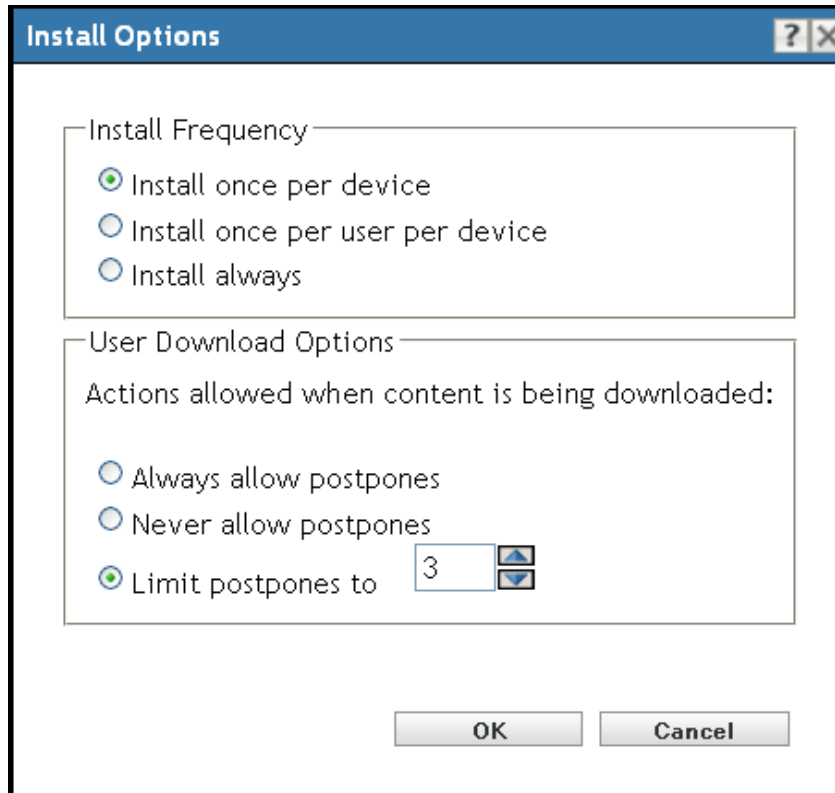 Install Options
?
Install Frequency
Install once per device
Install once per user per device
Install always
User Download Options
Actions allowed when content is being downloaded:
Always allow postpones
Never allow postpones
Limit postpones to 3
OK Cancel